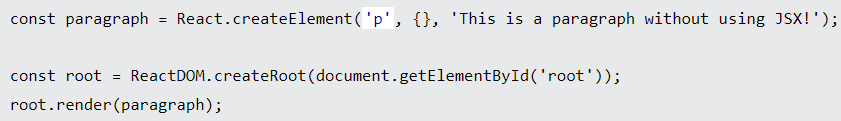 const paragraph = React.createElement('p', {}, 'This is a paragraph without using JSX!');
const root = ReactDOM.createRoot(document.getElementById('root'));
root.render(paragraph);